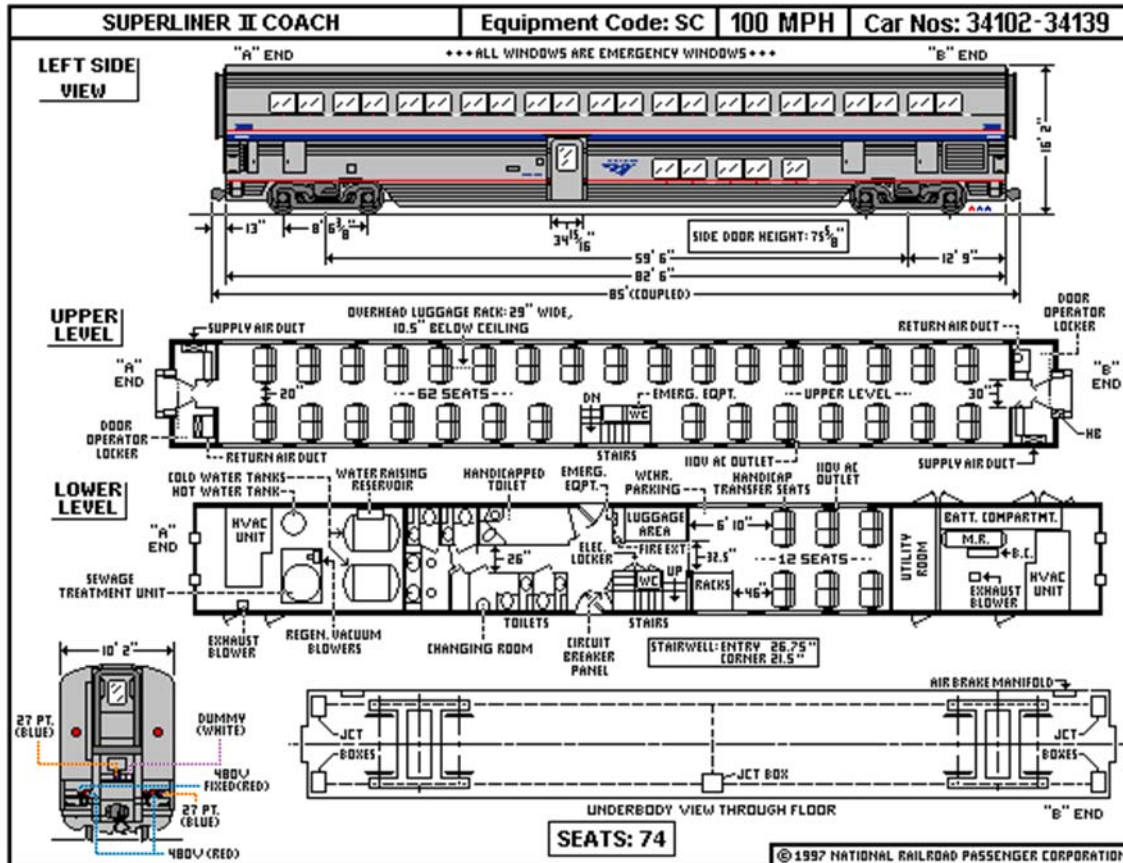 SUPERLINER II COACH
Equipment Code: SC
100 MPH
Car Nos: 34102-34139
LEFT SIDE
VIEW
"A" END
+++ALL WINDOWS ARE EMERGENCY WINDOWS+++
"B" END
16' 2"
13"
8' 6 3/8"
34 15/16"
SIDE DOOR HEIGHT: 75 5/8"
59' 6"
12' 9"
82' 6"
85' (COUPLED)
UPPER
LEVEL
SUPPLY AIR DUCT
OVERHEAD LUGGAGE RACK: 29" WIDE,
10.5" BELOW CEILING
RETURN AIR DUCT
DOOR
OPERATOR
LOCKER
"A"
END
20"
62 SEATS
DN
WC
EMERG. EQPT.
UPPER LEVEL
30"
"B"
END
DOOR
OPERATOR
LOCKER
RETURN AIR DUCT
STAIRS
110V AC OUTLET
SUPPLY AIR DUCT
HB
LOWER
LEVEL
COLD WATER TANKS
HOT WATER TANK
WATER RAISING
RESERVOIR
HANDICAPPED
TOILET
EMERG.
EQPT.
WCHR.
PARKING
HANDICAP
TRANSFER SEATS
110V AC
OUTLET
"A"
END
HVAC
UNIT
LUGGAGE
AREA
6' 10"
BATT. COMPARTMT.
M.R.
B.C.
26"
ELEC.
LOCKER
FIRE EXT.
32.5"
12 SEATS
UTILITY
ROOM
SEWAGE
TREATMENT UNIT
WC
UP
RACKS
46"
EXHAUST
BLOWER
HVAC
UNIT
EXHAUST
BLOWER
REGEN. VACUUM
BLOWERS
CHANGING ROOM
TOILETS
CIRCUIT
BREAKER
PANEL
STAIRS
STAIRWELL: ENTRY 26.75"
CORNER 21.5"
10' 2"
27 PT.
(BLUE)
DUMMY
(WHITE)
480V
FIXED (RED)
27 PT.
(BLUE)
480V (RED)
AIR BRAKE MANIFOLD
JCT
BOXES
JCT
BOXES
JCT BOX
UNDERBODY VIEW THROUGH FLOOR
"B" END
SEATS: 74
© 1997 NATIONAL RAILROAD PASSENGER CORPORATION